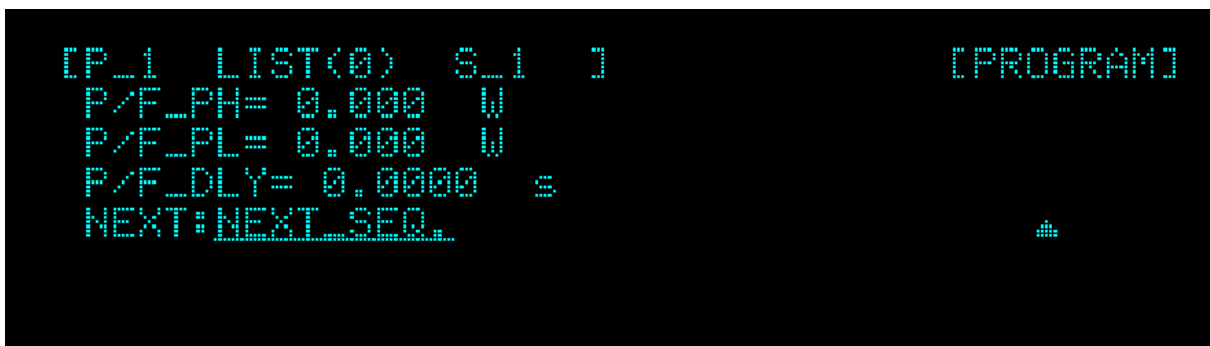 [P_1 LIST(0) S_1 ] [PROGRAM]
P/F_PH= 0.000 W
P/F_PL= 0.000 W
P/F_DLY= 0.0000 s
NEXT:NEXT_SEQ.